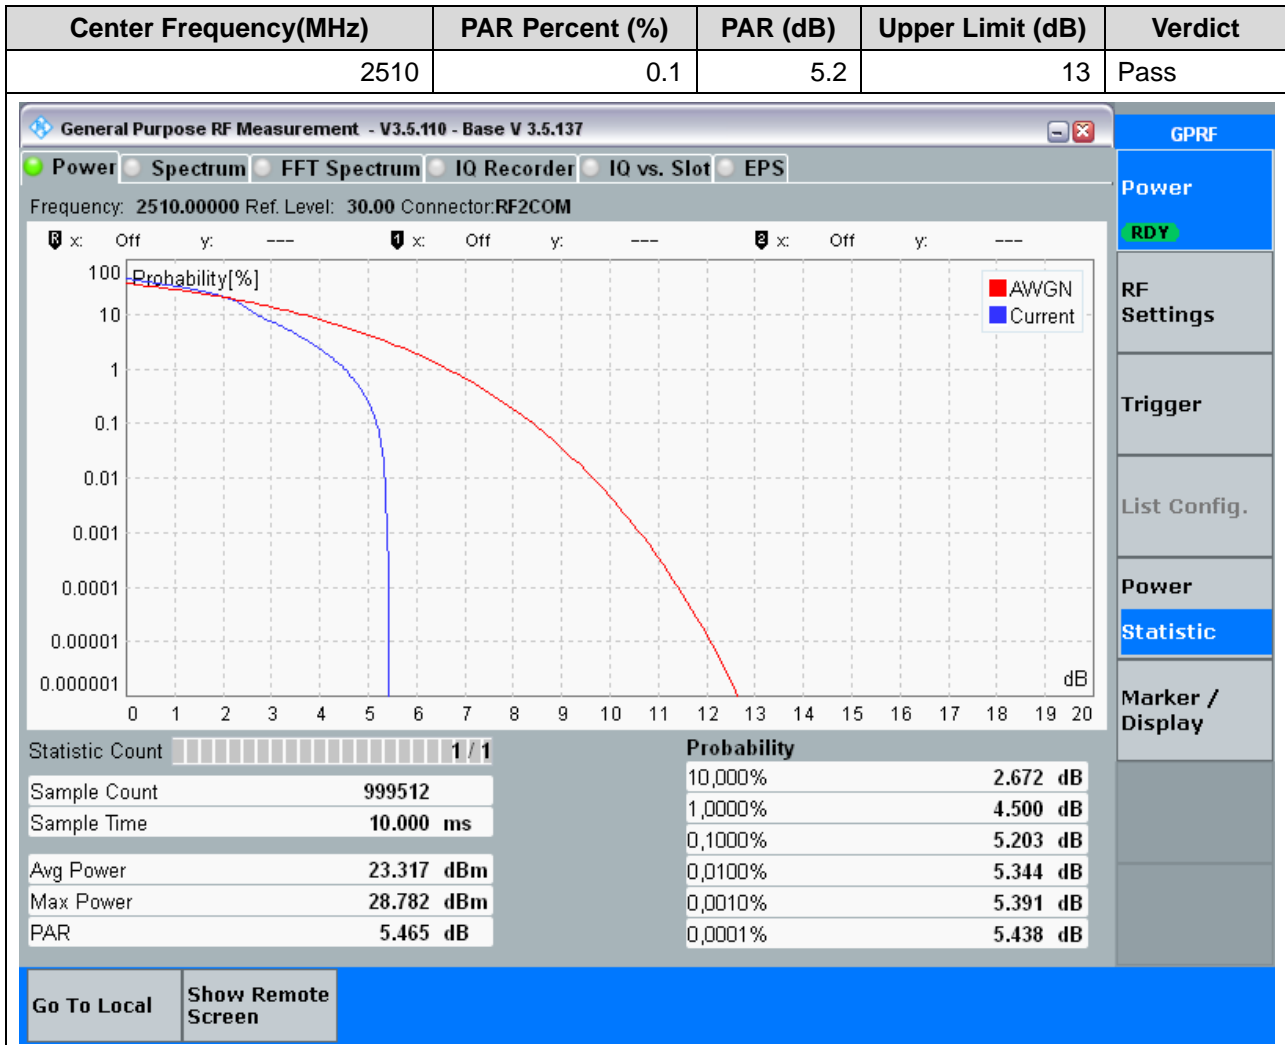 Center Frequency(MHz) PAR Percent (%) PAR (dB) Upper Limit (dB) Verdict
2510 0.1 5.2 13 Pass
General Purpose RF Measurement - V3.5.110 - Base V 3.5.137
GPRF
Power Spectrum FFT Spectrum IQ Recorder IQ vs. Slot EPS
Power
RDY
Frequency: 2510.00000 Ref. Level: 30.00 Connector:RF2COM
R x: Off y: --- 1 x: Off y: --- 2 x: Off y: ---
Probability[%]
AWGN
Current
100
10
1
0.1
0.01
0.001
0.0001
0.00001
0.000001
dB
0 1 2 3 4 5 6 7 8 9 10 11 12 13 14 15 16 17 18 19 20
RF
Settings
Trigger
List Config.
Power
Statistic
Marker /
Display
Statistic Count 1 / 1
Sample Count 999512
Sample Time 10.000 ms
Avg Power 23.317 dBm
Max Power 28.782 dBm
PAR 5.465 dB
Probability
10,000% 2.672 dB
1,0000% 4.500 dB
0,1000% 5.203 dB
0,0100% 5.344 dB
0,0010% 5.391 dB
0,0001% 5.438 dB
Go To Local
Show Remote
Screen